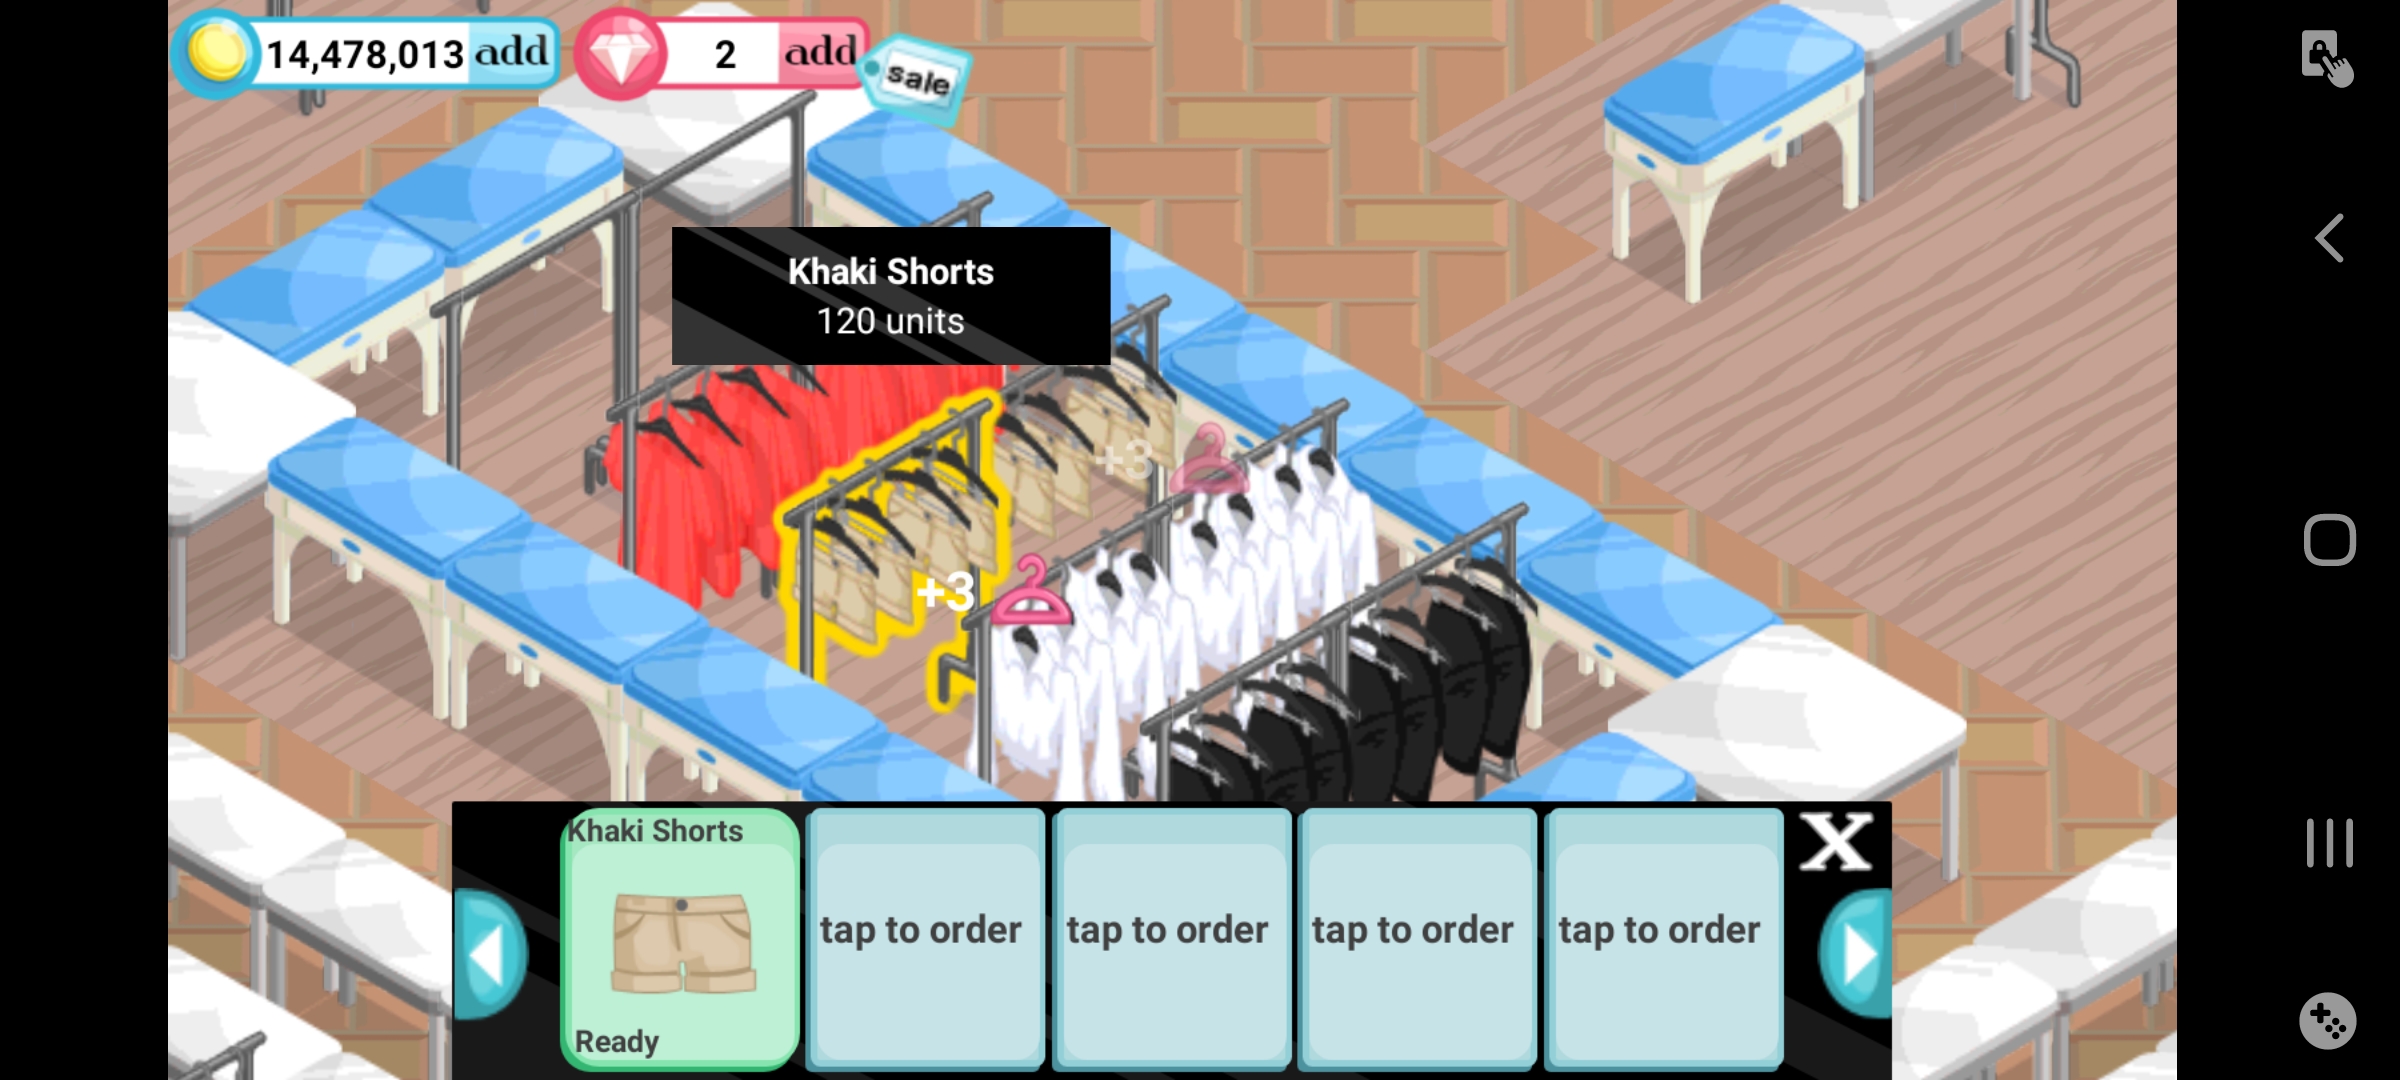 14,478,013 add
2 add
sale
Khaki Shorts
120 units
+3
+3
Khaki Shorts
Ready
tap to order
tap to order
tap to order
tap to order
X